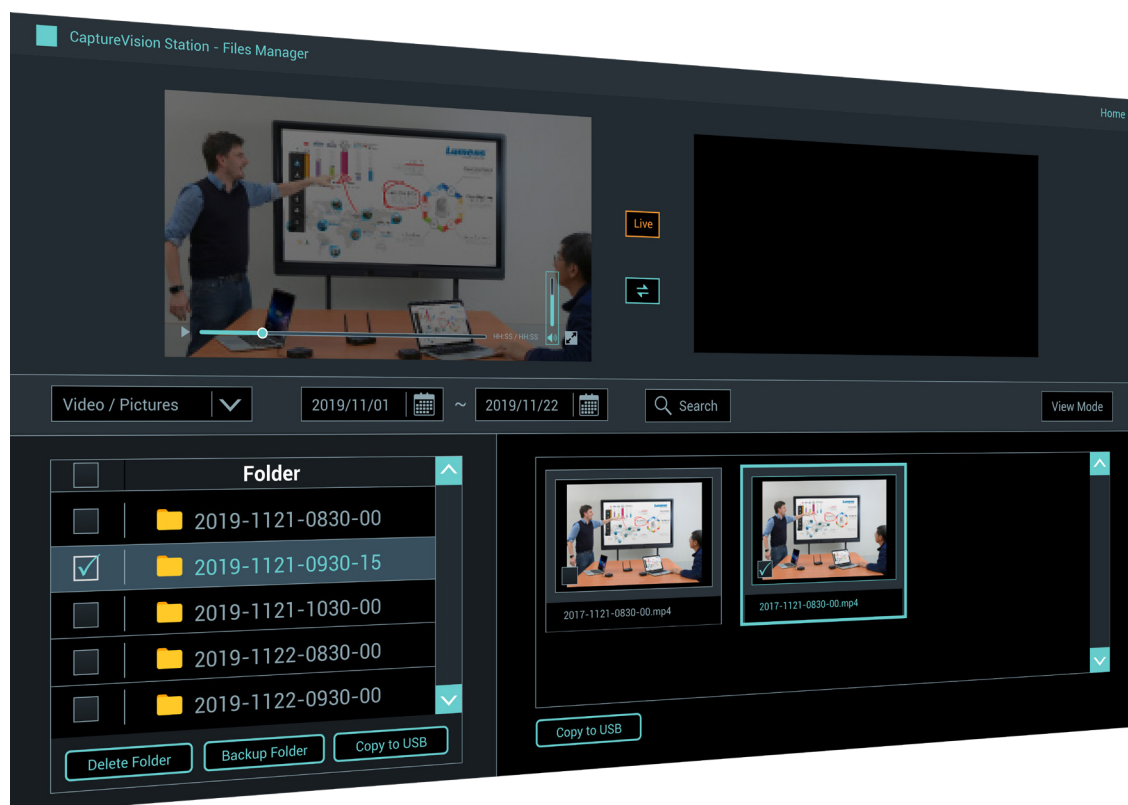 CaptureVision Station - Files Manager
Home
Lumens
Live
HH:SS / HH:SS
Video / Pictures
2019/11/01
~
2019/11/22
Search
View Mode
Folder
2019-1121-0830-00
2019-1121-0930-15
2019-1121-1030-00
2019-1122-0830-00
2019-1122-0930-00
Delete Folder
Backup Folder
Copy to USB
2017-1121-0830-00.mp4
2017-1121-0830-00.mp4
Copy to USB